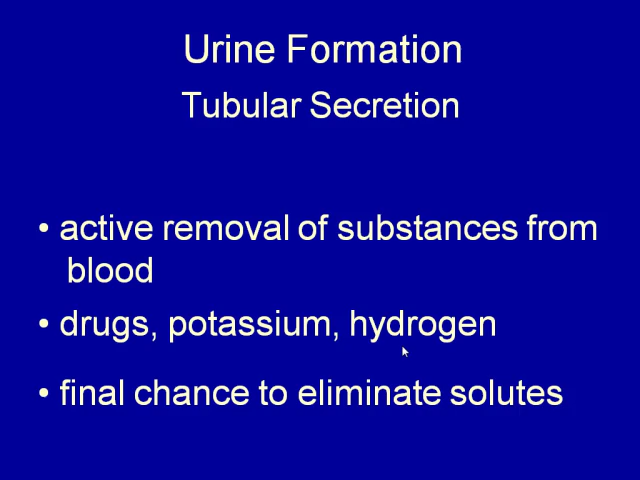 Urine Formation
Tubular Secretion
• active removal of substances from
blood
• drugs, potassium, hydrogen
• final chance to eliminate solutes